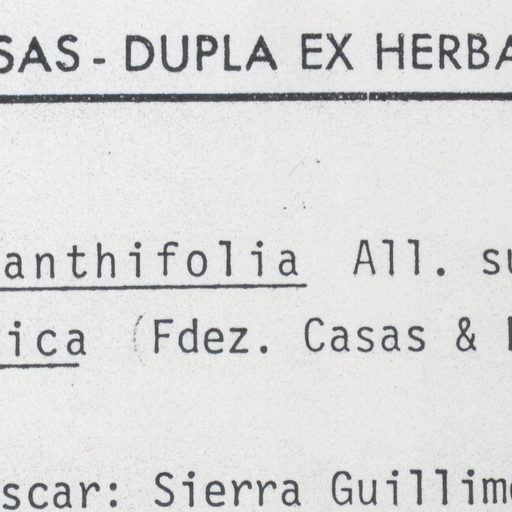 SAS - DUPLA EX HERBA
anthifolia All. su
ica (Fdez. Casas &
scar: Sierra Guillim